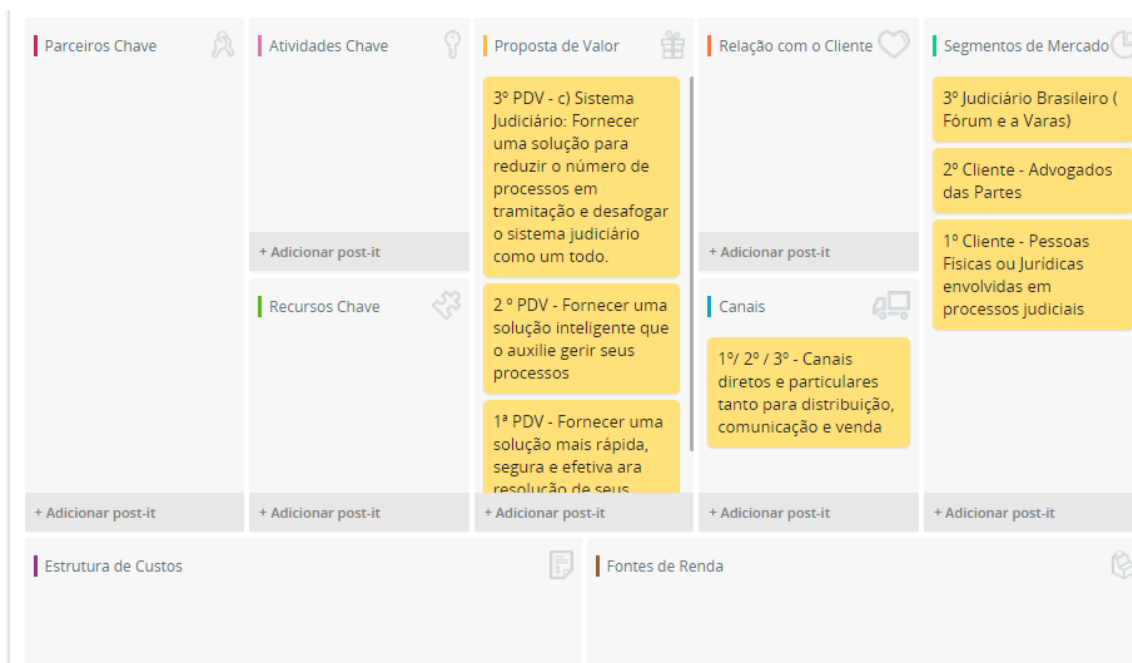 Parceiros Chave
+ Adicionar post-it
Atividades Chave
+ Adicionar post-it
Recursos Chave
+ Adicionar post-it
Proposta de Valor
3º PDV - c) Sistema
Judiciário: Fornecer
uma solução para
reduzir o número de
processos em
tramitação e desafogar
o sistema judiciário
como um todo.
2 º PDV - Fornecer uma
solução inteligente que
o auxilie gerir seus
processos
1ª PDV - Fornecer uma
solução mais rápida,
segura e efetiva ara
resolução de seus
+ Adicionar post-it
Relação com o Cliente
+ Adicionar post-it
Canais
1º/ 2º / 3º - Canais
diretos e particulares
tanto para distribuição,
comunicação e venda
+ Adicionar post-it
Segmentos de Mercado
3º Judiciário Brasileiro (
Fórum e a Varas)
2º Cliente - Advogados
das Partes
1º Cliente - Pessoas
Físicas ou Jurídicas
envolvidas em
processos judiciais
+ Adicionar post-it
Estrutura de Custos
Fontes de Renda